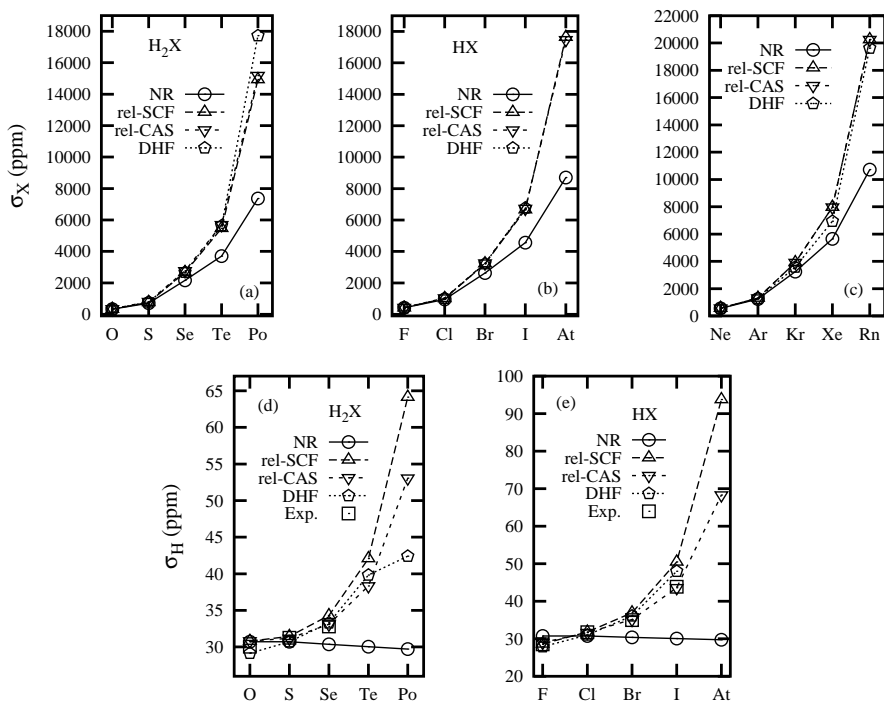 18000
16000
14000
12000
10000
8000
6000
4000
2000
0
σX (ppm)
H2X
NR
rel-SCF
rel-CAS
DHF
(a)
O S Se Te Po
18000
16000
14000
12000
10000
8000
6000
4000
2000
0
HX
NR
rel-SCF
rel-CAS
DHF
(b)
F Cl Br I At
22000
20000
18000
16000
14000
12000
10000
8000
6000
4000
2000
0
NR
rel-SCF
rel-CAS
DHF
(c)
Ne Ar Kr Xe Rn
65
60
55
50
45
40
35
30
σH (ppm)
(d) H2X
NR
rel-SCF
rel-CAS
DHF
Exp.
O S Se Te Po
100
90
80
70
60
50
40
30
20
(e) HX
NR
rel-SCF
rel-CAS
DHF
Exp.
F Cl Br I At